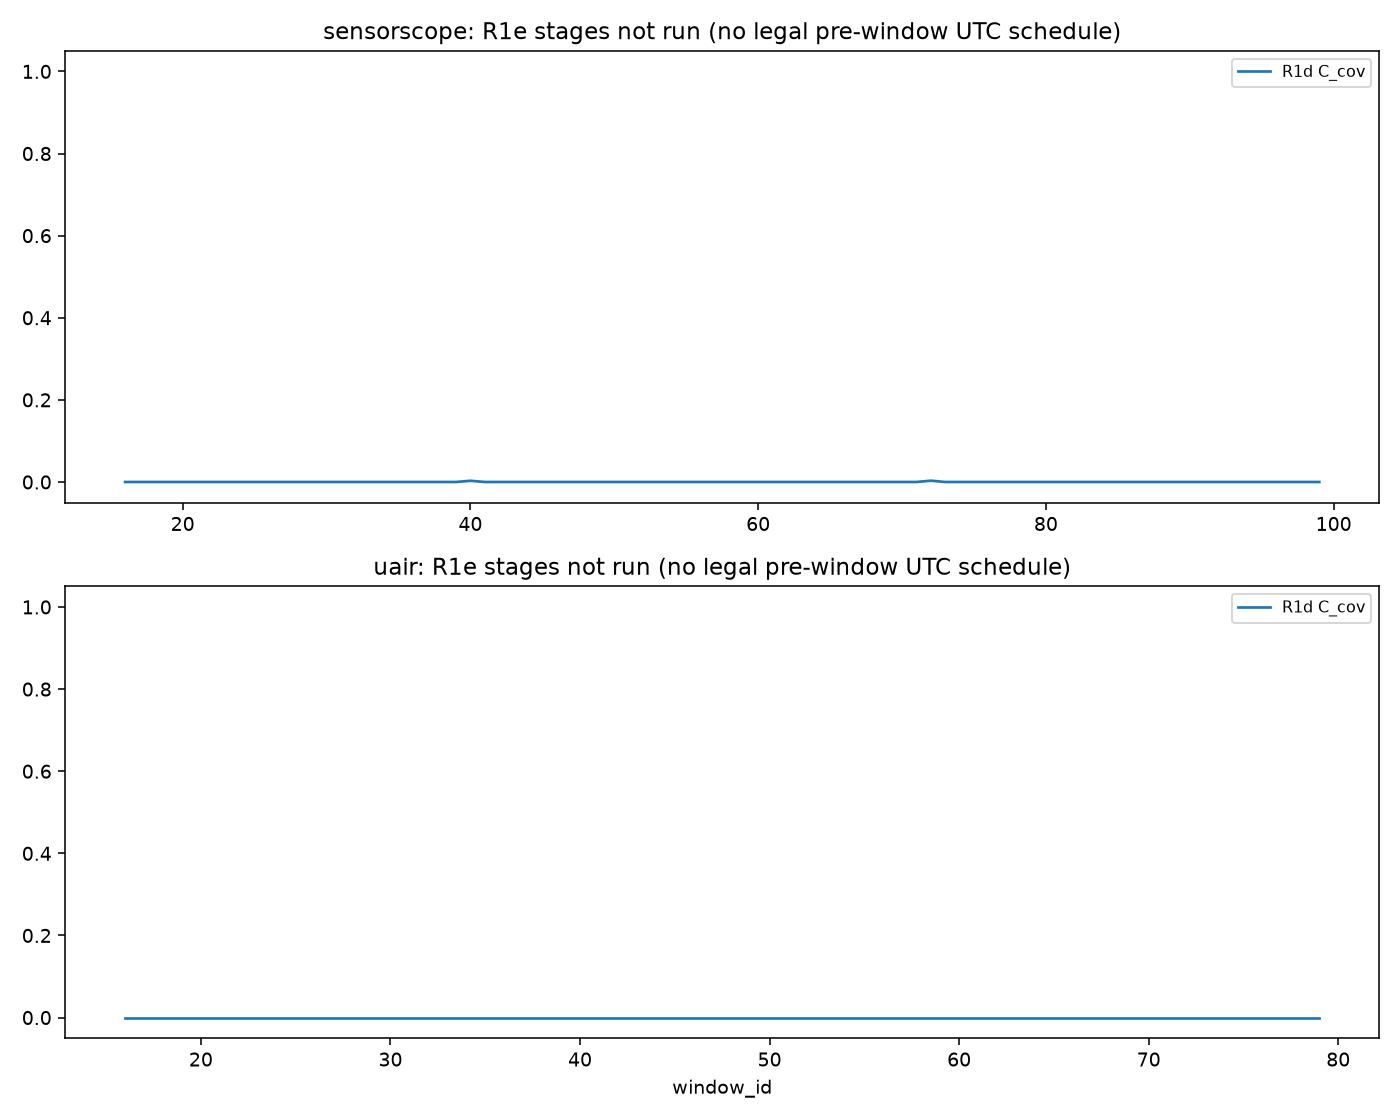 sensorscope: R1e stages not run (no legal pre-window UTC schedule)
R1d C_cov
1.0
0.8
0.6
0.4
0.2
0.0
20 40 60 80 100
uair: R1e stages not run (no legal pre-window UTC schedule)
R1d C_cov
1.0
0.8
0.6
0.4
0.2
0.0
20 30 40 50 60 70 80
window_id